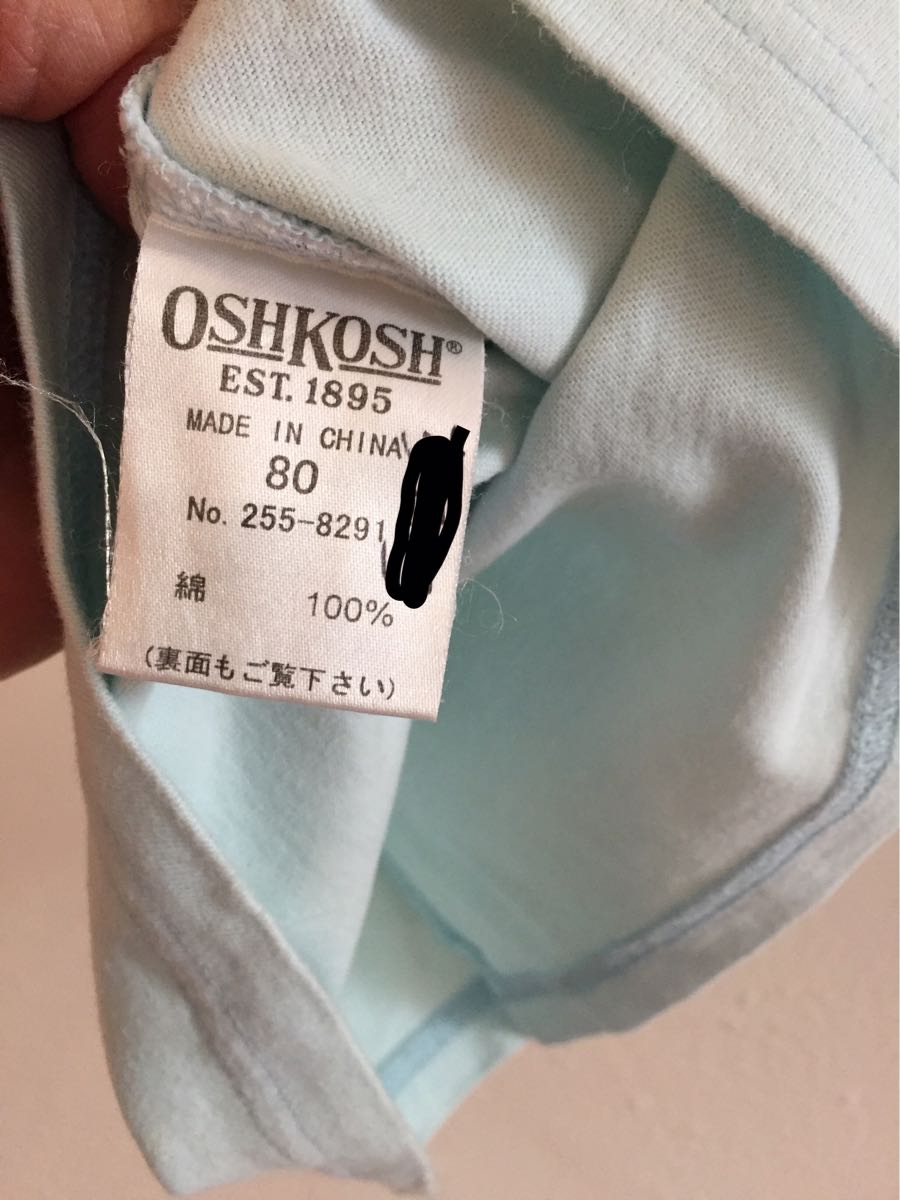 OSHKOSH®
EST. 1895
MADE IN CHINA
80
No. 255-8291
綿 100%
(裏面もご覧下さい)